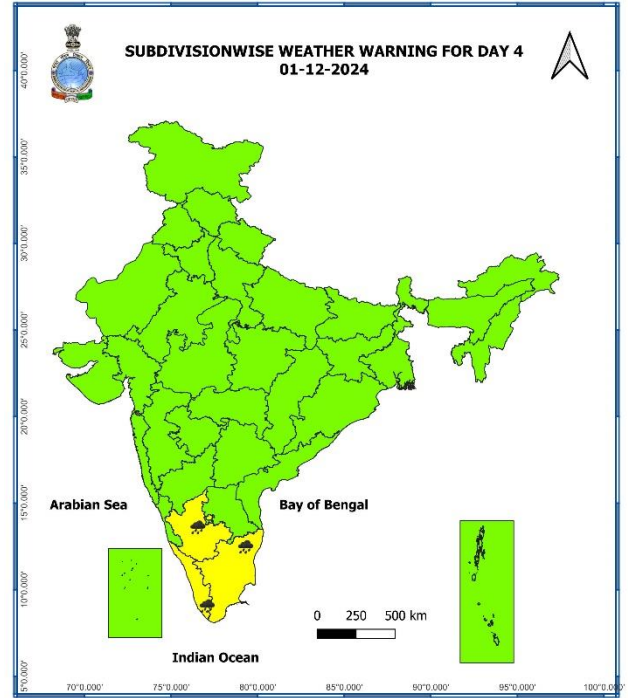 SUBDIVISIONWISE WEATHER WARNING FOR DAY 4
01-12-2024
40°0.000'
35°0.000'
30°0.000'
25°0.000'
20°0.000'
15°0.000'
10°0.000'
5°0.000'
Arabian Sea
Bay of Bengal
0 250 500 km
Indian Ocean
70°0.000' 75°0.000' 80°0.000' 85°0.000' 90°0.000' 95°0.000' 100°0.000'